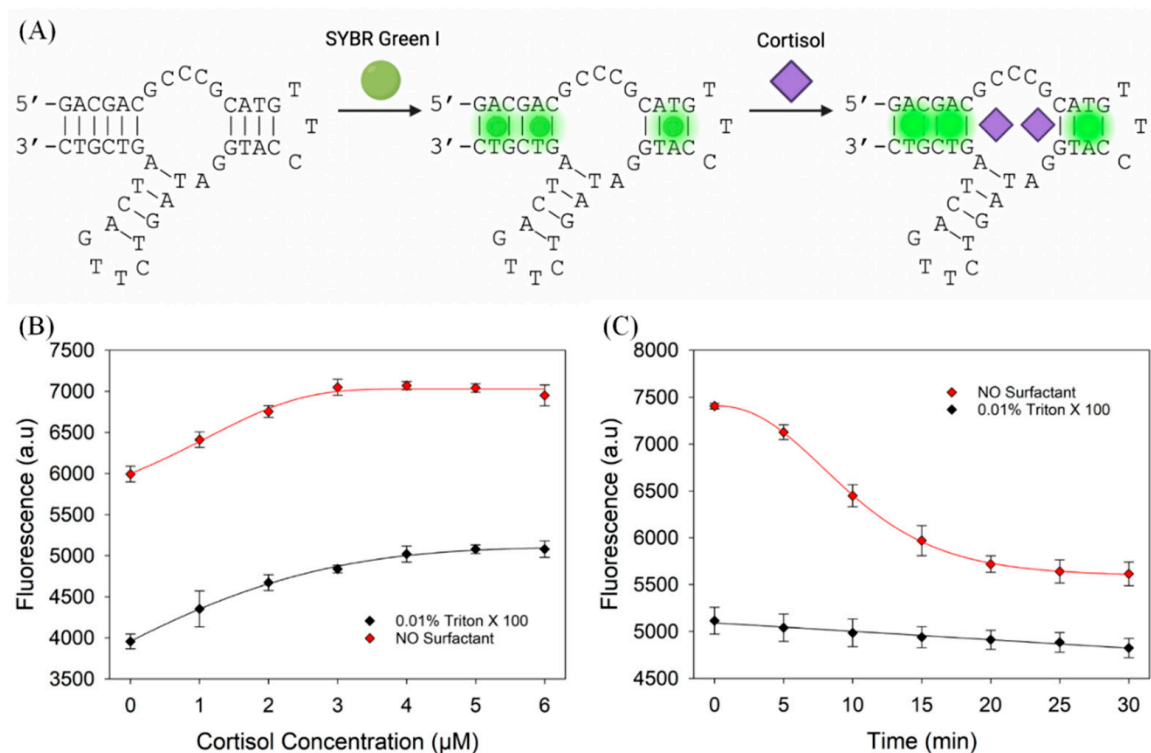 (A)
SYBR Green I
Cortisol
5′-GACGAC GCCCG CATG T
T
3′-CTGCTG A T A G GTAC C C
T A
C G
A T
G T T C
5′-GACGAC GCCCG CATG T
T
3′-CTGCTG A T A G GTAC C C
T A
C G
A T
G T T C
5′-GACGAC GCCCG CATG T
T
3′-CTGCTG A T A G GTAC C C
T A
C G
A T
G T T C
(B)
7500
7000
6500
6000
5500
5000
4500
4000
3500
Fluorescence (a.u)
0.01% Triton X 100
NO Surfactant
0 1 2 3 4 5 6
Cortisol Concentration (µM)
(C)
8000
7500
7000
6500
6000
5500
5000
4500
Fluorescence (a.u)
NO Surfactant
0.01% Triton X 100
0 5 10 15 20 25 30
Time (min)